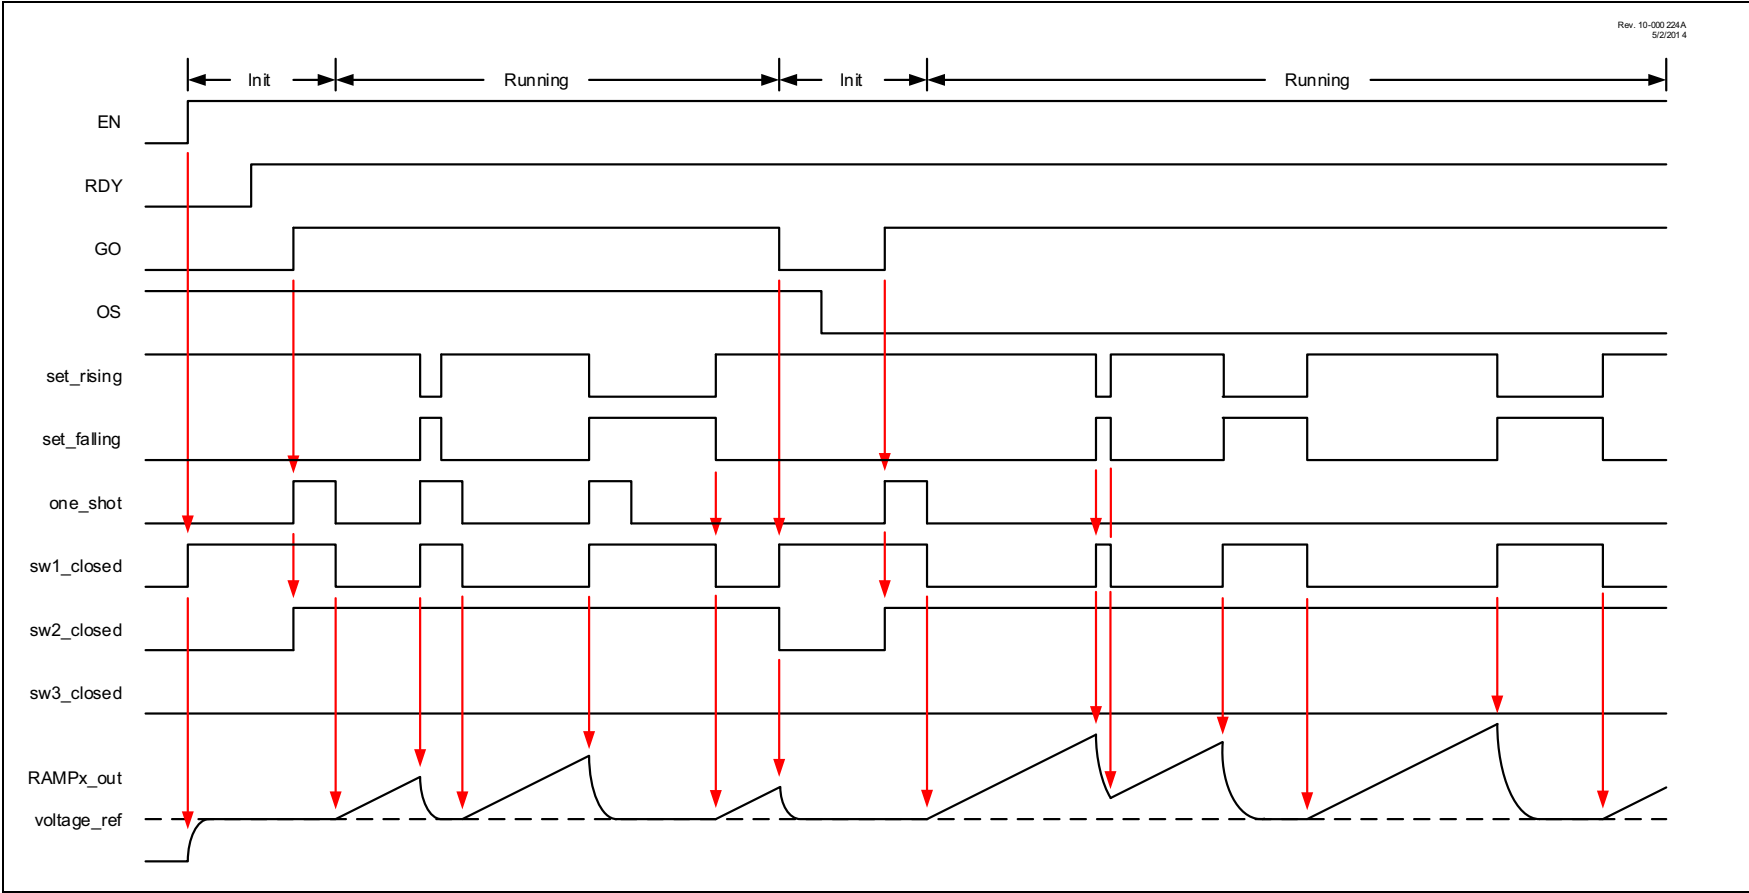 Rev. 10-000 224A
5/2/2014
Init
Running
Init
Running
EN
RDY
GO
OS
set_rising
set_falling
one_shot
sw1_closed
sw2_closed
sw3_closed
RAMPx_out
voltage_ref